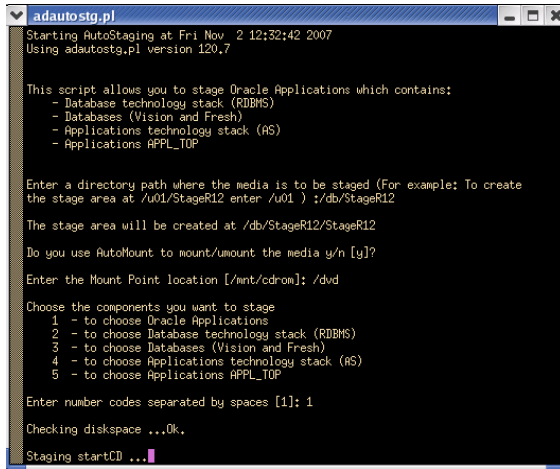 adautostg.pl
Starting AutoStaging at Fri Nov 2 12:32:42 2007
Using adautostg.pl version 120.7
This script allows you to stage Oracle Applications which contains:
- Database technology stack (RDBMS)
- Databases (Vision and Fresh)
- Applications technology stack (AS)
- Applications APPL_TOP
Enter a directory path where the media is to be staged (For example: To create
the stage area at /u01/StageR12 enter /u01 ) :/db/StageR12
The stage area will be created at /db/StageR12/StageR12
Do you use AutoMount to mount/umount the media y/n [y]?
Enter the Mount Point location [/mnt/cdrom]: /dvd
Choose the components you want to stage
1 - to choose Oracle Applications
2 - to choose Database technology stack (RDBMS)
3 - to choose Databases (Vision and Fresh)
4 - to choose Applications technology stack (AS)
5 - to choose Applications APPL_TOP
Enter number codes separated by spaces [1]: 1
Checking diskspace ...Ok.
Staging startCD ...